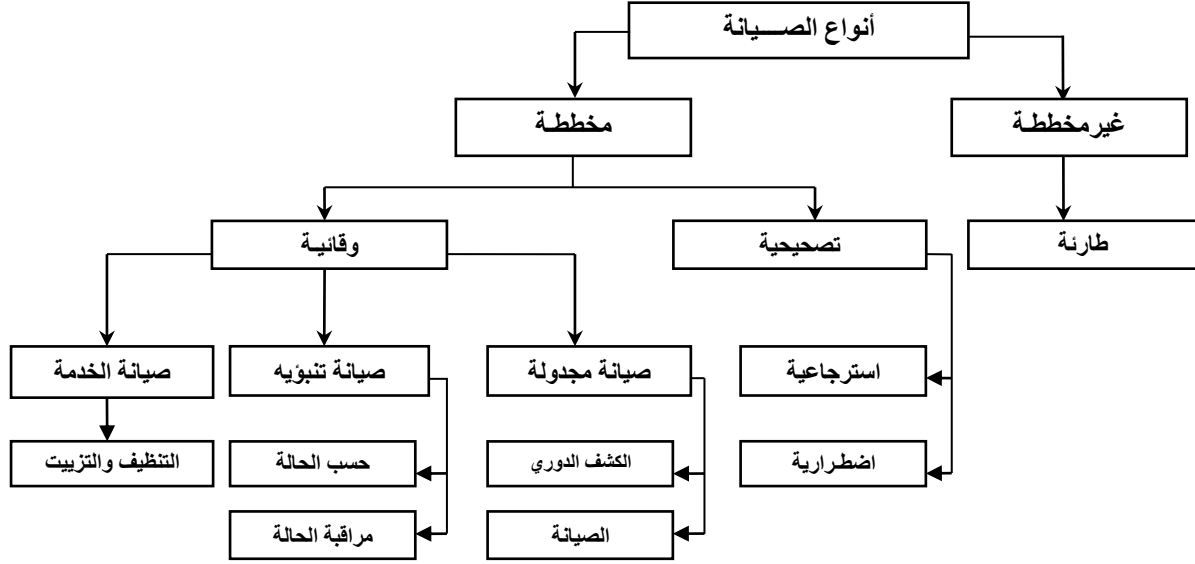 أنواع الصـــيانة
غيرمخططـة
مخططـة
طارئة
تصحيحية
وقائيـة
استرجاعية
صيانة مجدولة
صيانة تنبؤيه
صيانة الخدمة
اضطـرارية
الكشف الدوري
حسب الحالة
التنظيف والتزييت
الصيانة
مراقبة الحالة